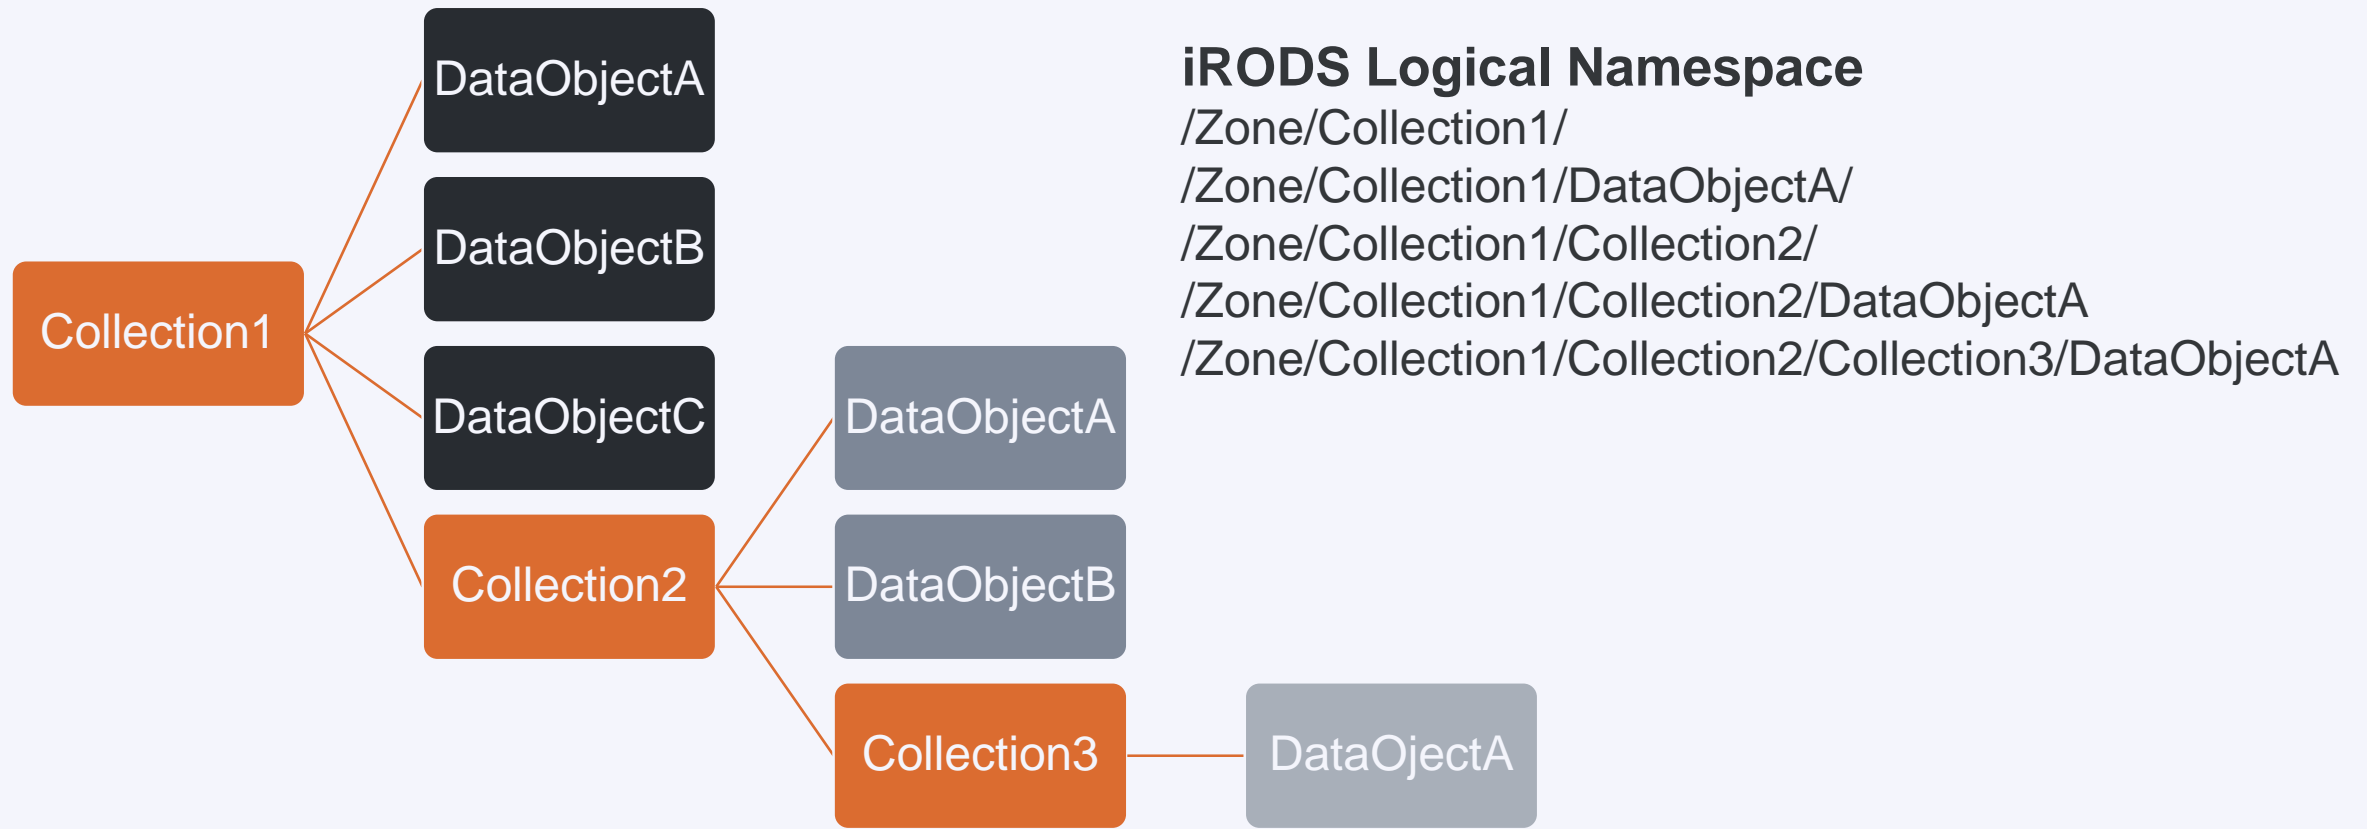 DataObjectA
DataObjectB
DataObjectC
Collection1
Collection2
DataObjectA
DataObjectB
Collection3
DataOjectA
iRODS Logical Namespace
/Zone/Collection1/
/Zone/Collection1/DataObjectA/
/Zone/Collection1/Collection2/
/Zone/Collection1/Collection2/DataObjectA
/Zone/Collection1/Collection2/Collection3/DataObjectA